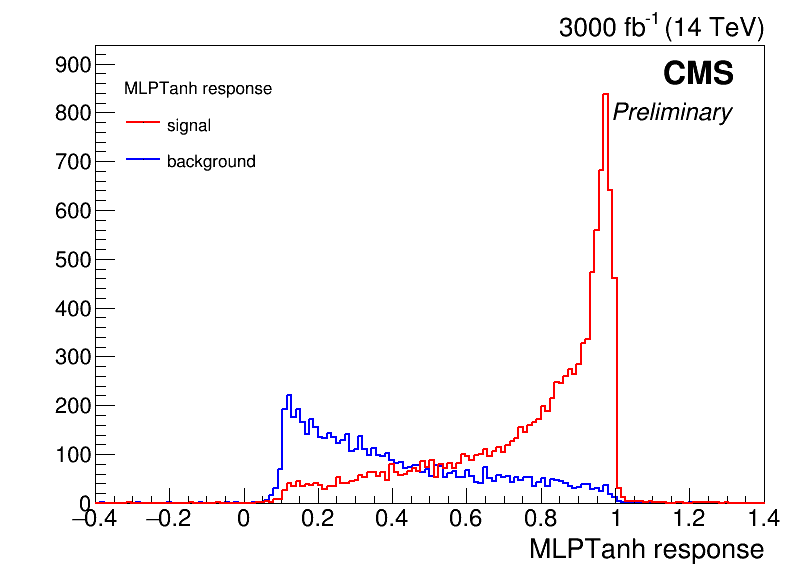 3000 fb-1 (14 TeV)
CMS
Preliminary
MLPTanh response
signal
background
900
800
700
600
500
400
300
200
100
0
−0.4 −0.2 0 0.2 0.4 0.6 0.8 1 1.2 1.4
MLPTanh response